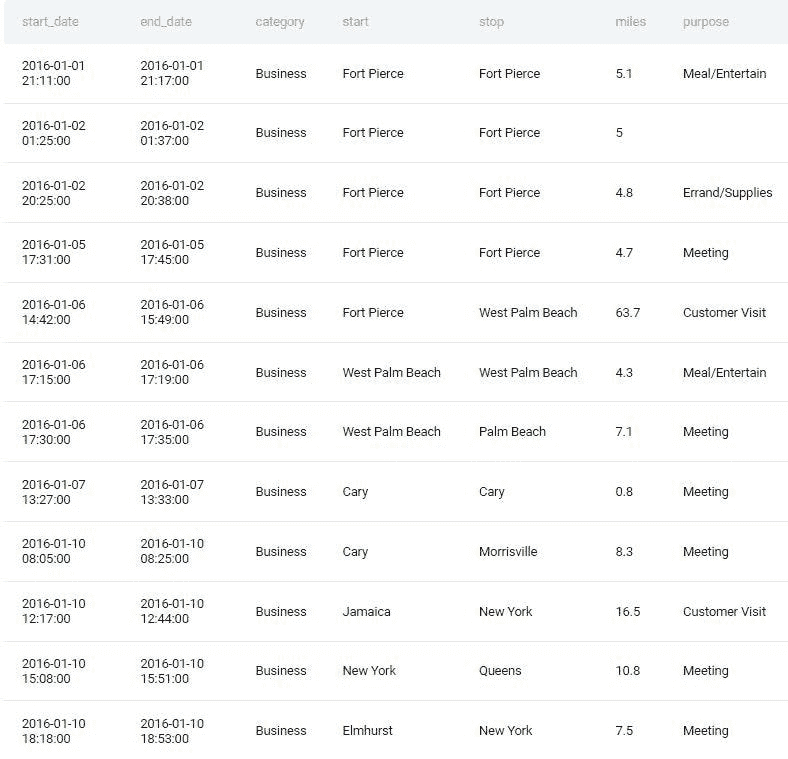 start_date end_date category start stop miles purpose
2016-01-01 2016-01-01
21:11:00 21:17:00 Business Fort Pierce Fort Pierce 5.1 Meal/Entertain
2016-01-02 2016-01-02
01:25:00 01:37:00 Business Fort Pierce Fort Pierce 5
2016-01-02 2016-01-02
20:25:00 20:38:00 Business Fort Pierce Fort Pierce 4.8 Errand/Supplies
2016-01-05 2016-01-05
17:31:00 17:45:00 Business Fort Pierce Fort Pierce 4.7 Meeting
2016-01-06 2016-01-06
14:42:00 15:49:00 Business Fort Pierce West Palm Beach 63.7 Customer Visit
2016-01-06 2016-01-06
17:15:00 17:19:00 Business West Palm Beach West Palm Beach 4.3 Meal/Entertain
2016-01-06 2016-01-06
17:30:00 17:35:00 Business West Palm Beach Palm Beach 7.1 Meeting
2016-01-07 2016-01-07
13:27:00 13:33:00 Business Cary Cary 0.8 Meeting
2016-01-10 2016-01-10
08:05:00 08:25:00 Business Cary Morrisville 8.3 Meeting
2016-01-10 2016-01-10
12:17:00 12:44:00 Business Jamaica New York 16.5 Customer Visit
2016-01-10 2016-01-10
15:08:00 15:51:00 Business New York Queens 10.8 Meeting
2016-01-10 2016-01-10
18:18:00 18:53:00 Business Elmhurst New York 7.5 Meeting